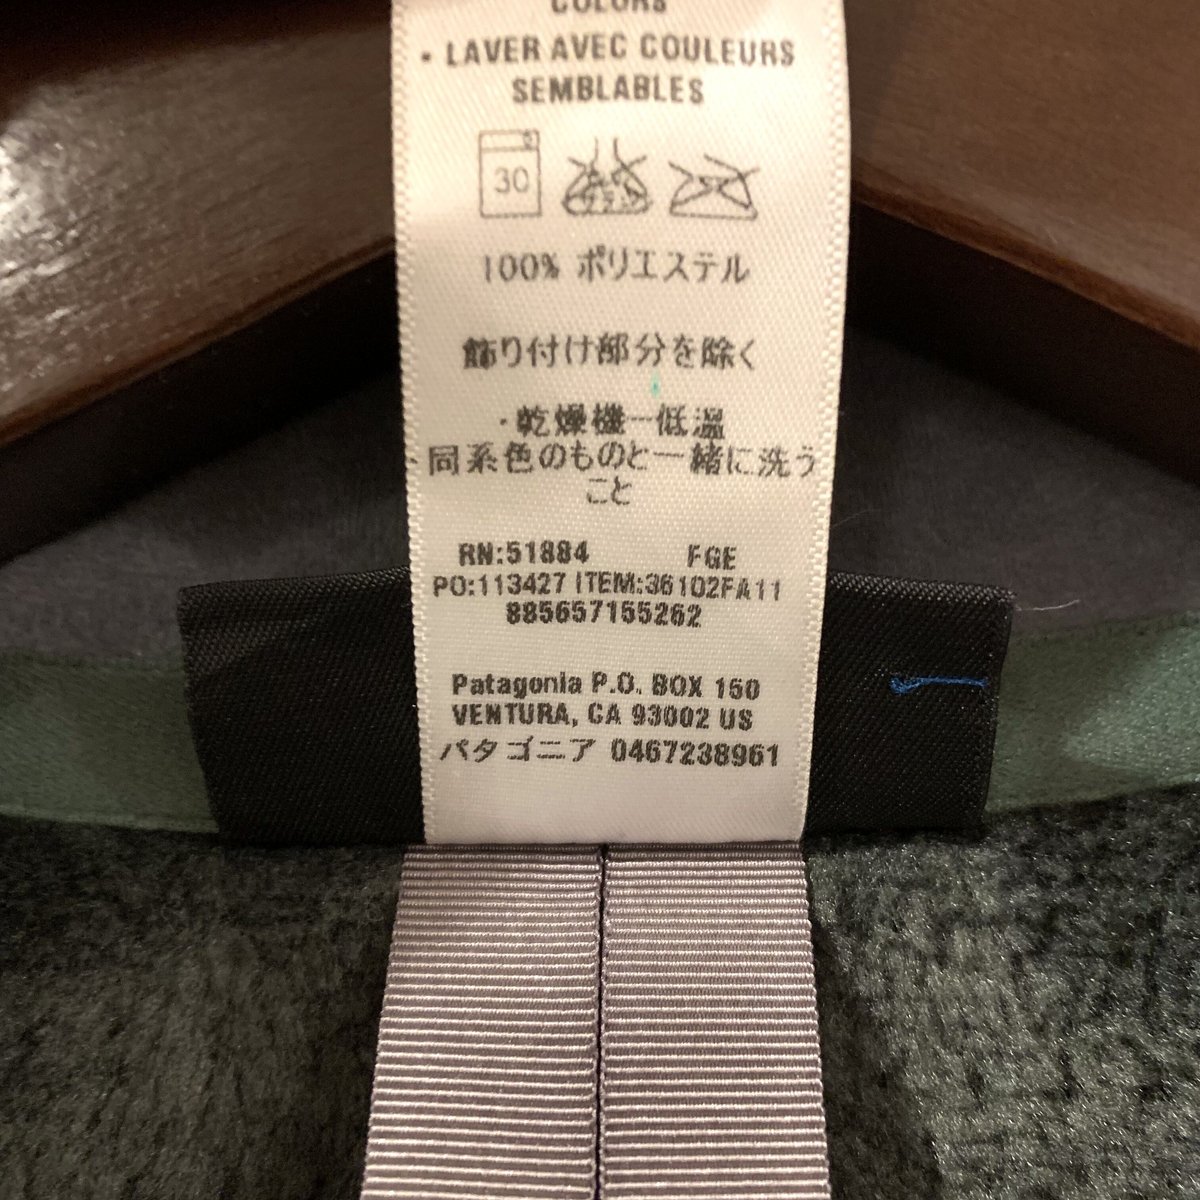 COLORS
• LAVER AVEC COULEURS
SEMBLABLES
30
100% ポリエステル
飾り付け部分を除く
・乾燥機ー低温
同系色のものと一緒に洗う
こと
RN:51884 FGE
PO:113427 ITEM:36102FA11
885657155262
Patagonia P.O. BOX 150
VENTURA, CA 93002 US
パタゴニア 0467238961